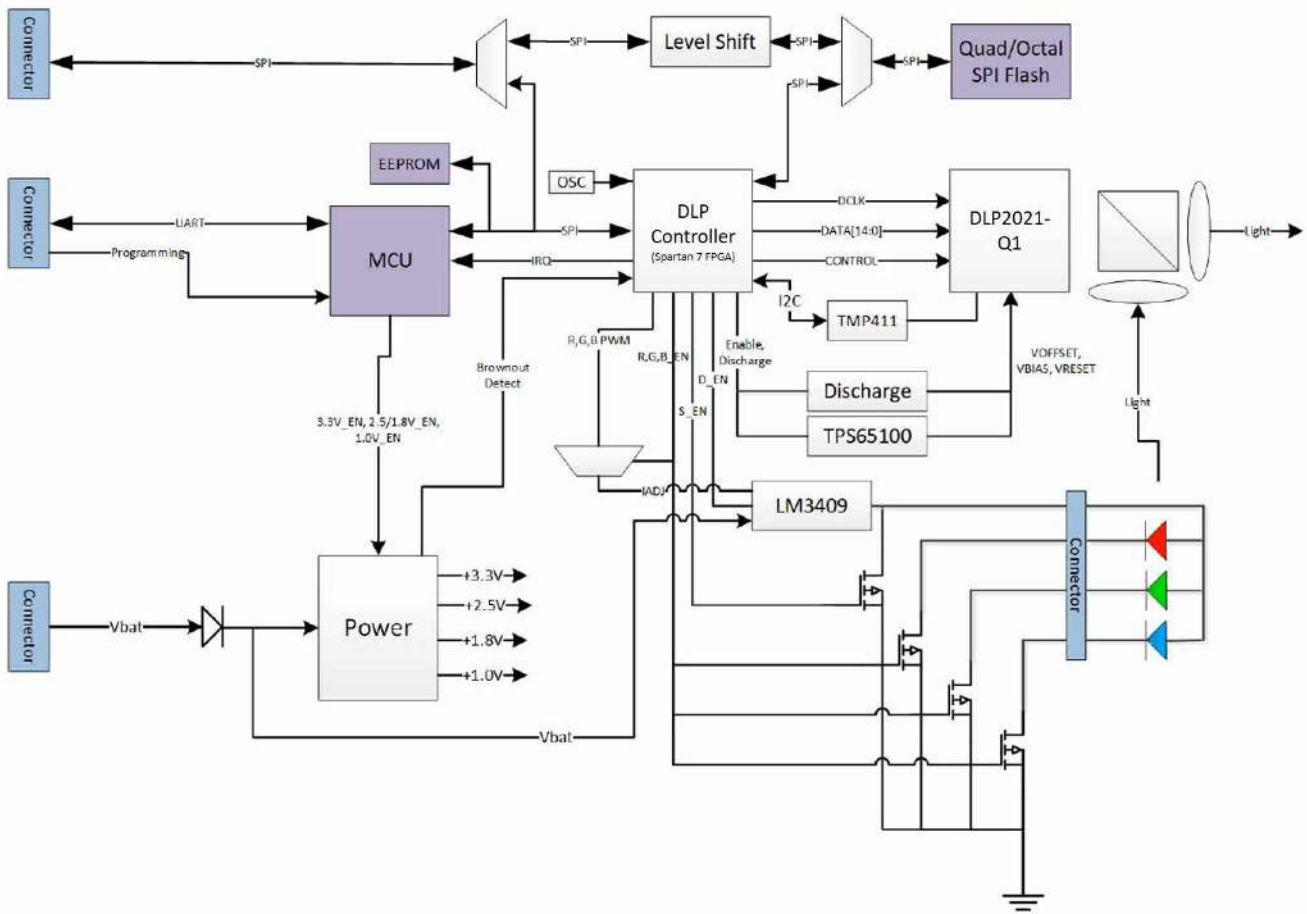 Connector
SPI
SPI
Level Shift
SPI
SPI
Quad/Octal
SPI Flash
SPI
EEPROM
OSC
Connector
UART
Programming
MCU
SPI
IRQ
DLP
Controller
(Spartan 7 FPGA)
DCLK
DATA[14:0]
CONTROL
DLP2021-
Q1
Light
I2C
TMP411
R,G,B PWM
R,G,B_EN
Enable,
Discharge
D_EN
S_EN
Brownout
Detect
VOFFSET,
VBIAS, VRESET
Discharge
TPS65100
Light
3.3V_EN, 2.5/1.8V_EN,
1.0V_EN
IADJ
LM3409
Connector
Connector
Vbat
Power
+3.3V
+2.5V
+1.8V
+1.0V
Vbat